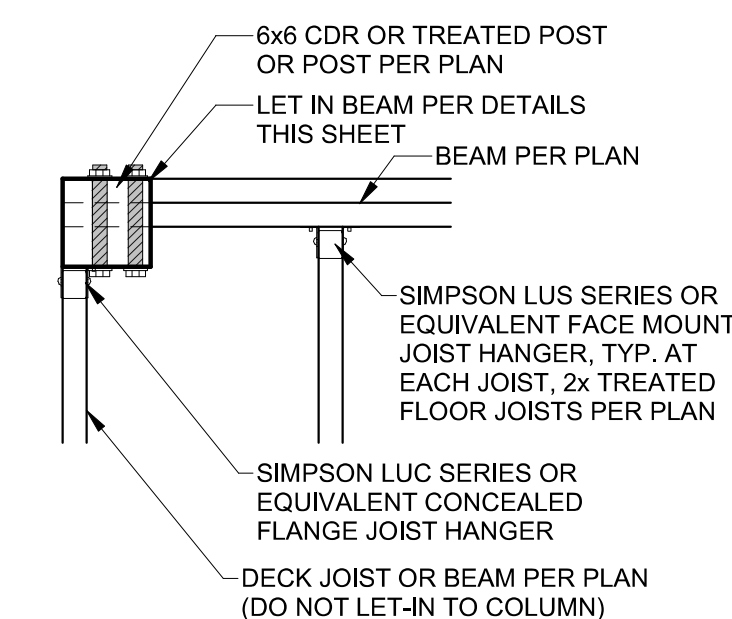 6x6 CDR OR TREATED POST
OR POST PER PLAN
LET IN BEAM PER DETAILS
THIS SHEET
BEAM PER PLAN
SIMPSON LUS SERIES OR
EQUIVALENT FACE MOUNT
JOIST HANGER, TYP. AT
EACH JOIST, 2x TREATED
FLOOR JOISTS PER PLAN
SIMPSON LUC SERIES OR
EQUIVALENT CONCEALED
FLANGE JOIST HANGER
DECK JOIST OR BEAM PER PLAN
(DO NOT LET-IN TO COLUMN)